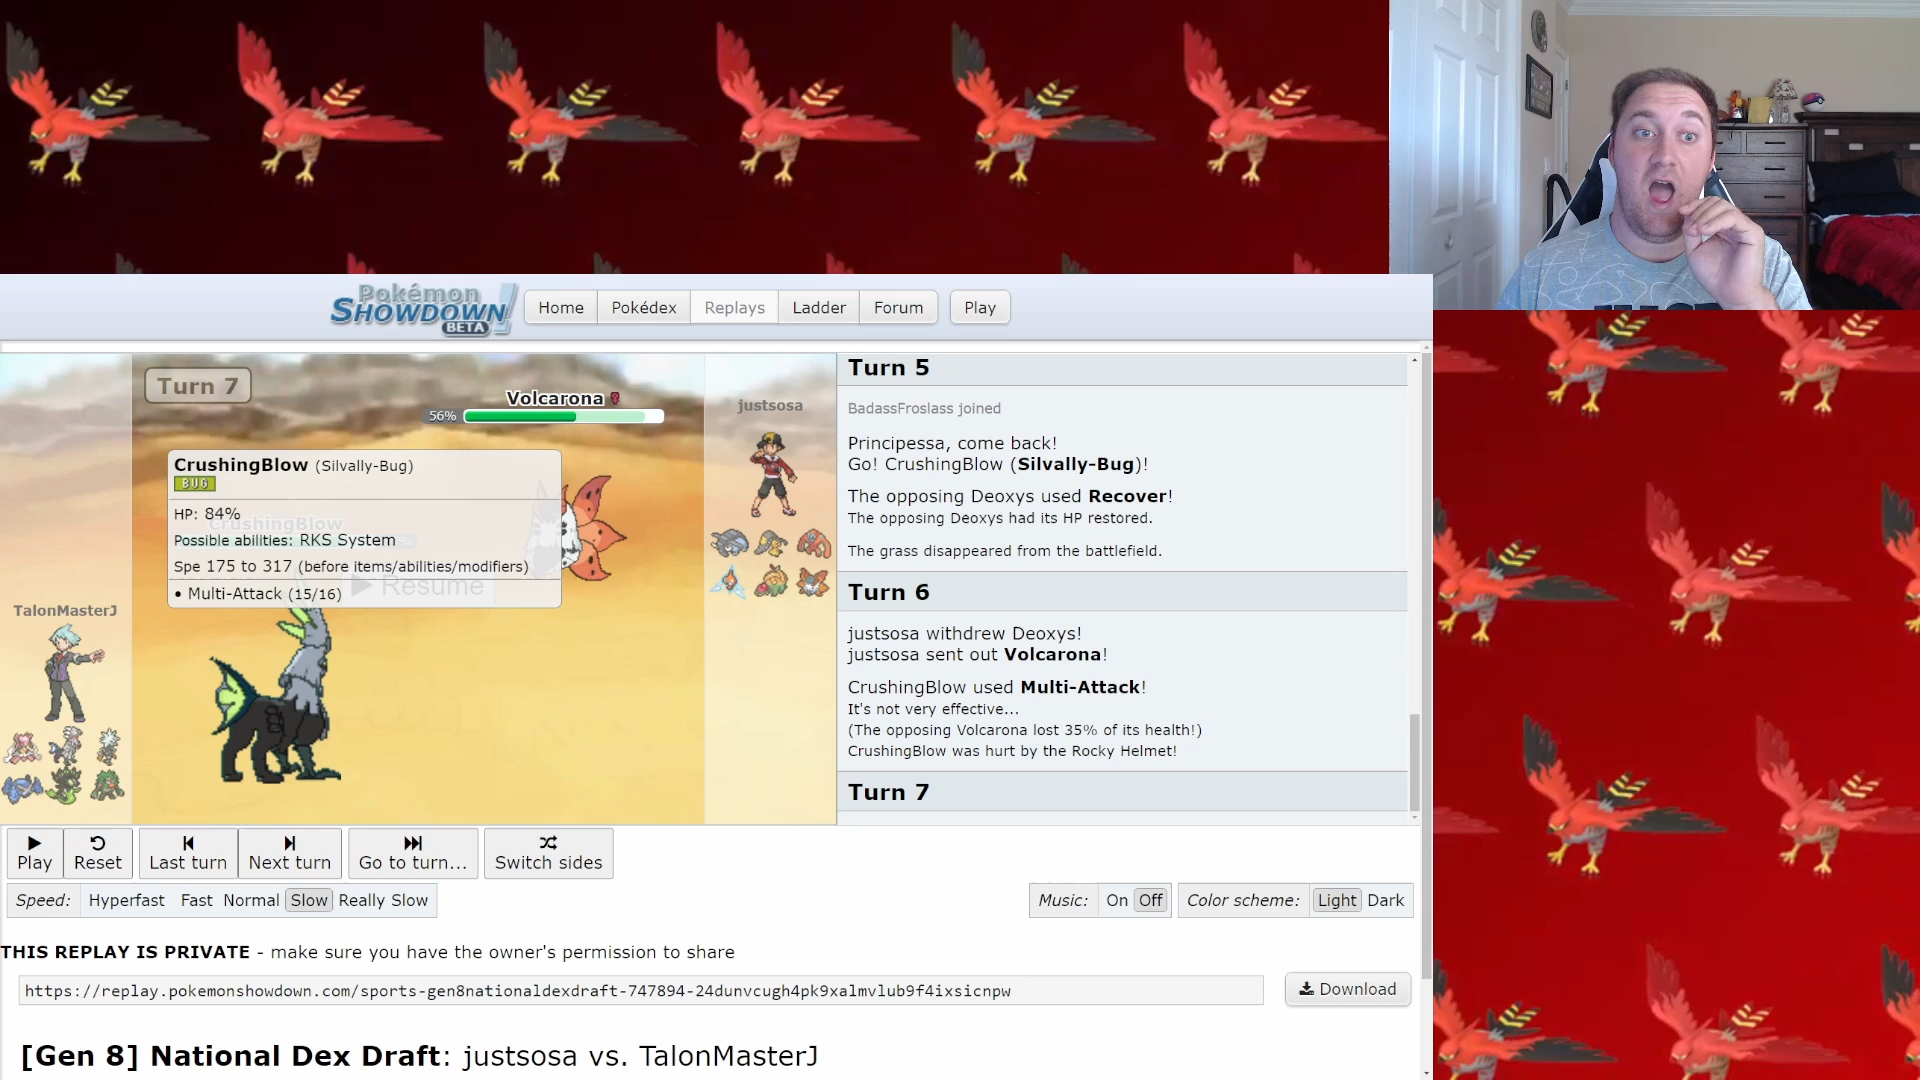 Pokémon
SHOWDOWN
BETA
Home
Pokédex
Replays
Ladder
Forum
Play
Turn 7
Volcarona
56%
justsosa
CrushingBlow (Silvally-Bug)
BUG
HP: 84%
CrushingBlow
Possible abilities: RKS System
Spe 175 to 317 (before items/abilities/modifiers)
• Multi-Attack (15/16)
Resume
TalonMasterJ
Turn 5
BadassFroslass joined
Principessa, come back!
Go! CrushingBlow (Silvally-Bug)!
The opposing Deoxys used Recover!
The opposing Deoxys had its HP restored.
The grass disappeared from the battlefield.
Turn 6
justsosa withdrew Deoxys!
justsosa sent out Volcarona!
CrushingBlow used Multi-Attack!
It's not very effective...
(The opposing Volcarona lost 35% of its health!)
CrushingBlow was hurt by the Rocky Helmet!
Turn 7
Play
Reset
Last turn
Next turn
Go to turn...
Switch sides
Speed: Hyperfast Fast Normal Slow Really Slow
Music: On Off
Color scheme: Light Dark
THIS REPLAY IS PRIVATE - make sure you have the owner's permission to share
https://replay.pokemonshowdown.com/sports-gen8nationaldexdraft-747894-24dunvcugh4pk9xalmvlub9f4ixsicnpw
Download
[Gen 8] National Dex Draft: justsosa vs. TalonMasterJ